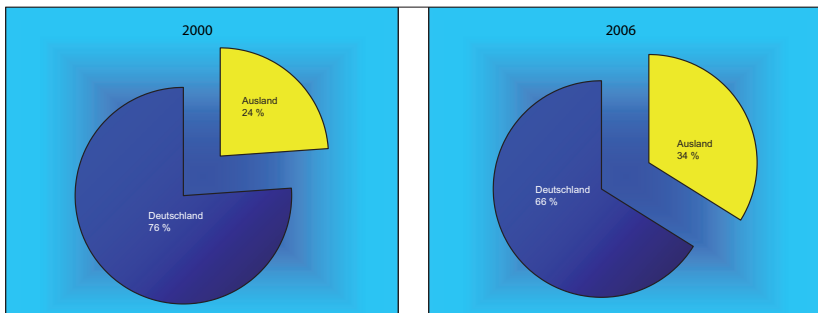 2000
Ausland
24 %
Deutschland
76 %
2006
Ausland
34 %
Deutschland
66 %